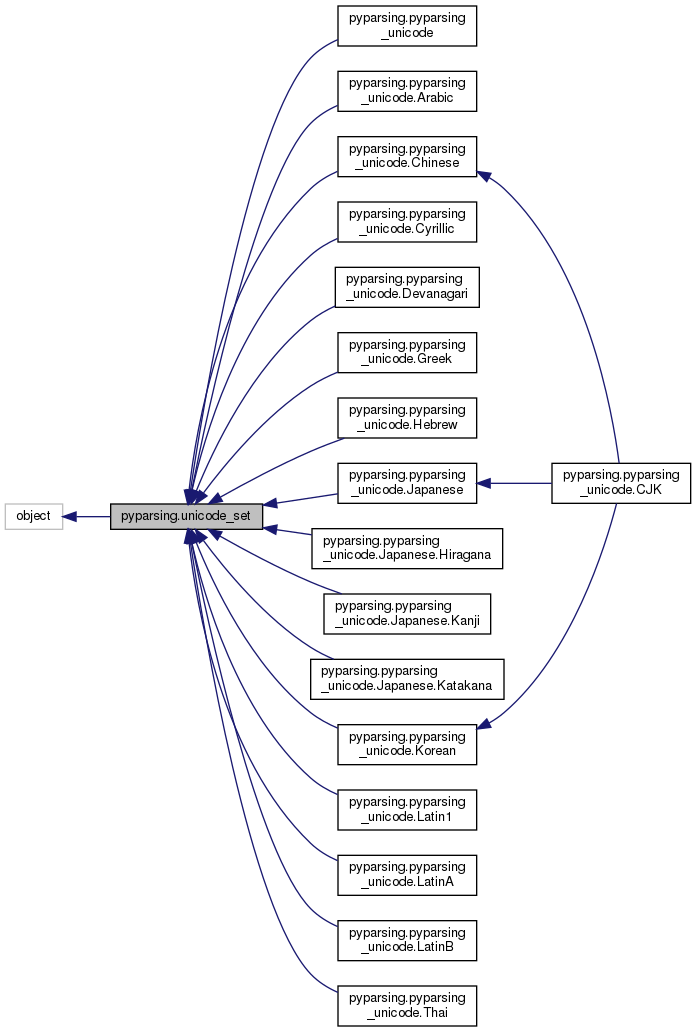 pyparsing.pyparsing
_unicode
pyparsing.pyparsing
_unicode.Arabic
pyparsing.pyparsing
_unicode.Chinese
pyparsing.pyparsing
_unicode.Cyrillic
pyparsing.pyparsing
_unicode.Devanagari
pyparsing.pyparsing
_unicode.Greek
pyparsing.pyparsing
_unicode.Hebrew
pyparsing.pyparsing
_unicode.Japanese
pyparsing.pyparsing
_unicode.CJK
object
pyparsing.unicode_set
pyparsing.pyparsing
_unicode.Japanese.Hiragana
pyparsing.pyparsing
_unicode.Japanese.Kanji
pyparsing.pyparsing
_unicode.Japanese.Katakana
pyparsing.pyparsing
_unicode.Korean
pyparsing.pyparsing
_unicode.Latin1
pyparsing.pyparsing
_unicode.LatinA
pyparsing.pyparsing
_unicode.LatinB
pyparsing.pyparsing
_unicode.Thai